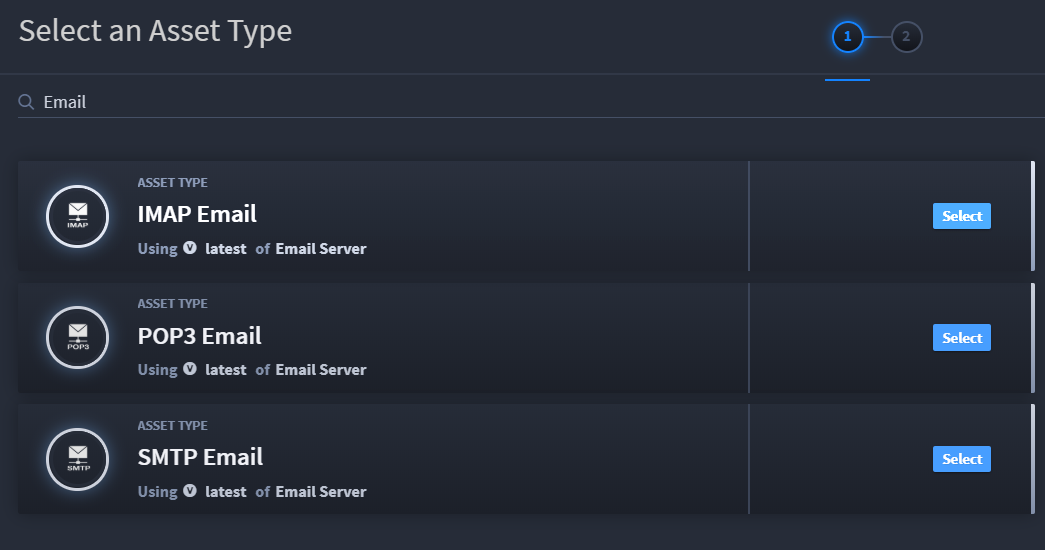 Select an Asset Type
1
2
Email
ASSET TYPE
IMAP
IMAP Email
Using V latest of Email Server
Select
ASSET TYPE
POP3
POP3 Email
Using V latest of Email Server
Select
ASSET TYPE
SMTP
SMTP Email
Using V latest of Email Server
Select